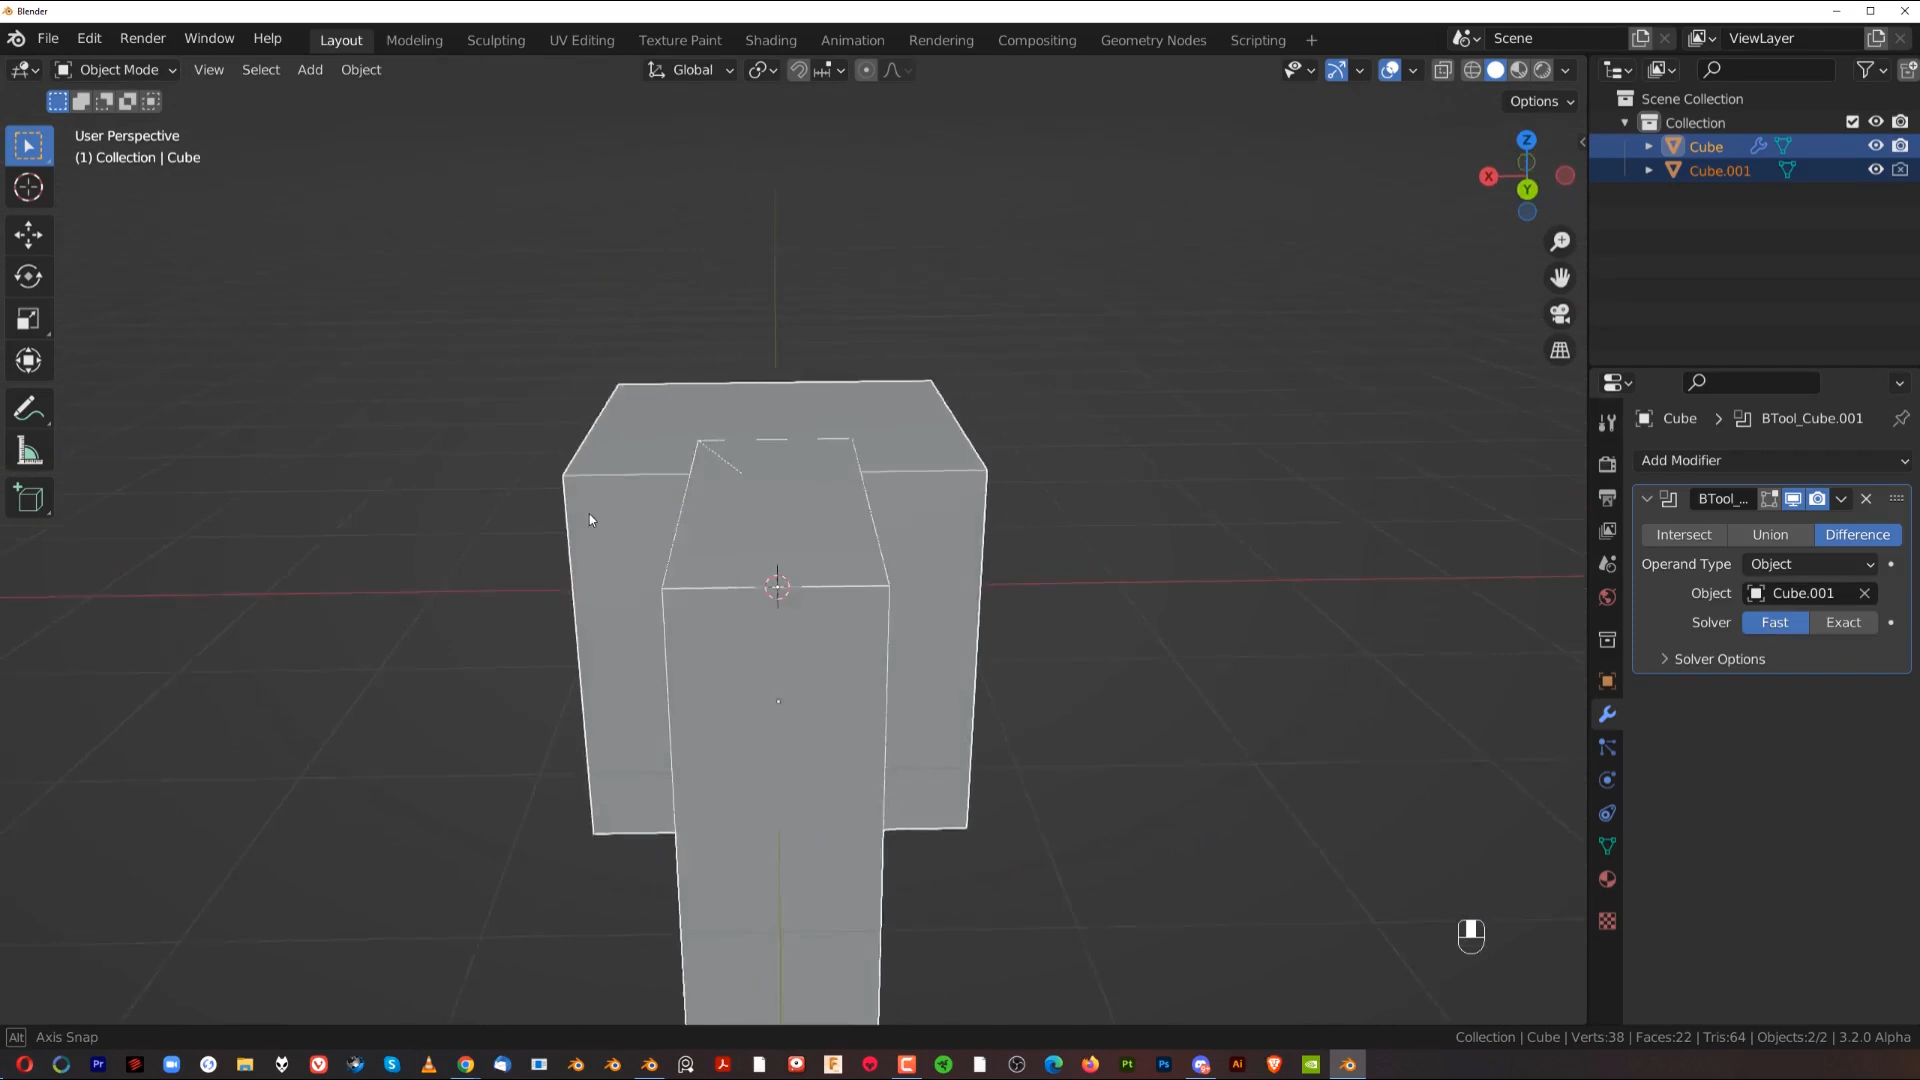 Blender
File Edit Render Window Help Layout Modeling Sculpting UV Editing Texture Paint Shading Animation Rendering Compositing Geometry Nodes Scripting + Scene ViewLayer
Object Mode View Select Add Object Global
Options
User Perspective
(1) Collection | Cube
Z
X
Y
Scene Collection
Collection
Cube
Cube.001
Cube > BTool_Cube.001
Add Modifier
BTool_...
Intersect Union Difference
Operand Type Object
Object Cube.001
Solver Fast Exact
Solver Options
Alt Axis Snap
Collection | Cube | Verts:38 | Faces:22 | Tris:64 | Objects:2/2 | 3.2.0 Alpha
Pr
S
F
Pt
Ps
Ai